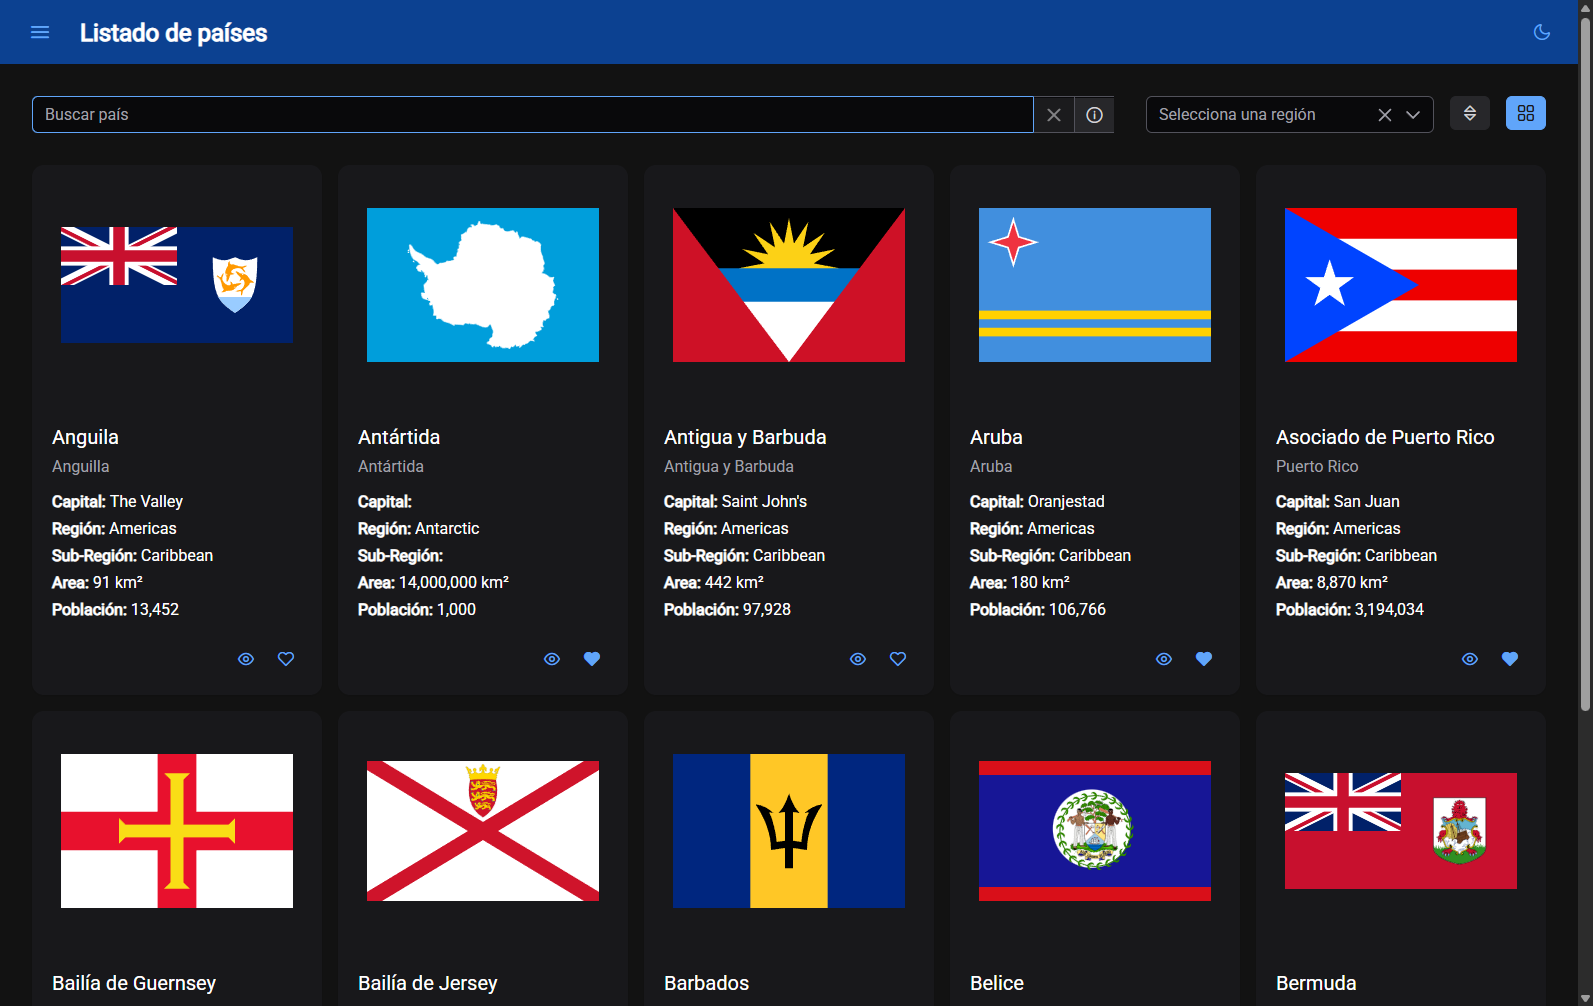 Listado de países
Buscar país
Selecciona una región
Anguila
Anguilla
Capital: The Valley
Región: Americas
Sub-Región: Caribbean
Area: 91 km²
Población: 13,452
Antártida
Antártida
Capital:
Región: Antarctic
Sub-Región:
Area: 14,000,000 km²
Población: 1,000
Antigua y Barbuda
Antigua y Barbuda
Capital: Saint John's
Región: Americas
Sub-Región: Caribbean
Area: 442 km²
Población: 97,928
Aruba
Aruba
Capital: Oranjestad
Región: Americas
Sub-Región: Caribbean
Area: 180 km²
Población: 106,766
Asociado de Puerto Rico
Puerto Rico
Capital: San Juan
Región: Americas
Sub-Región: Caribbean
Area: 8,870 km²
Población: 3,194,034
Bailía de Guernsey
Bailía de Jersey
Barbados
Belice
Bermuda